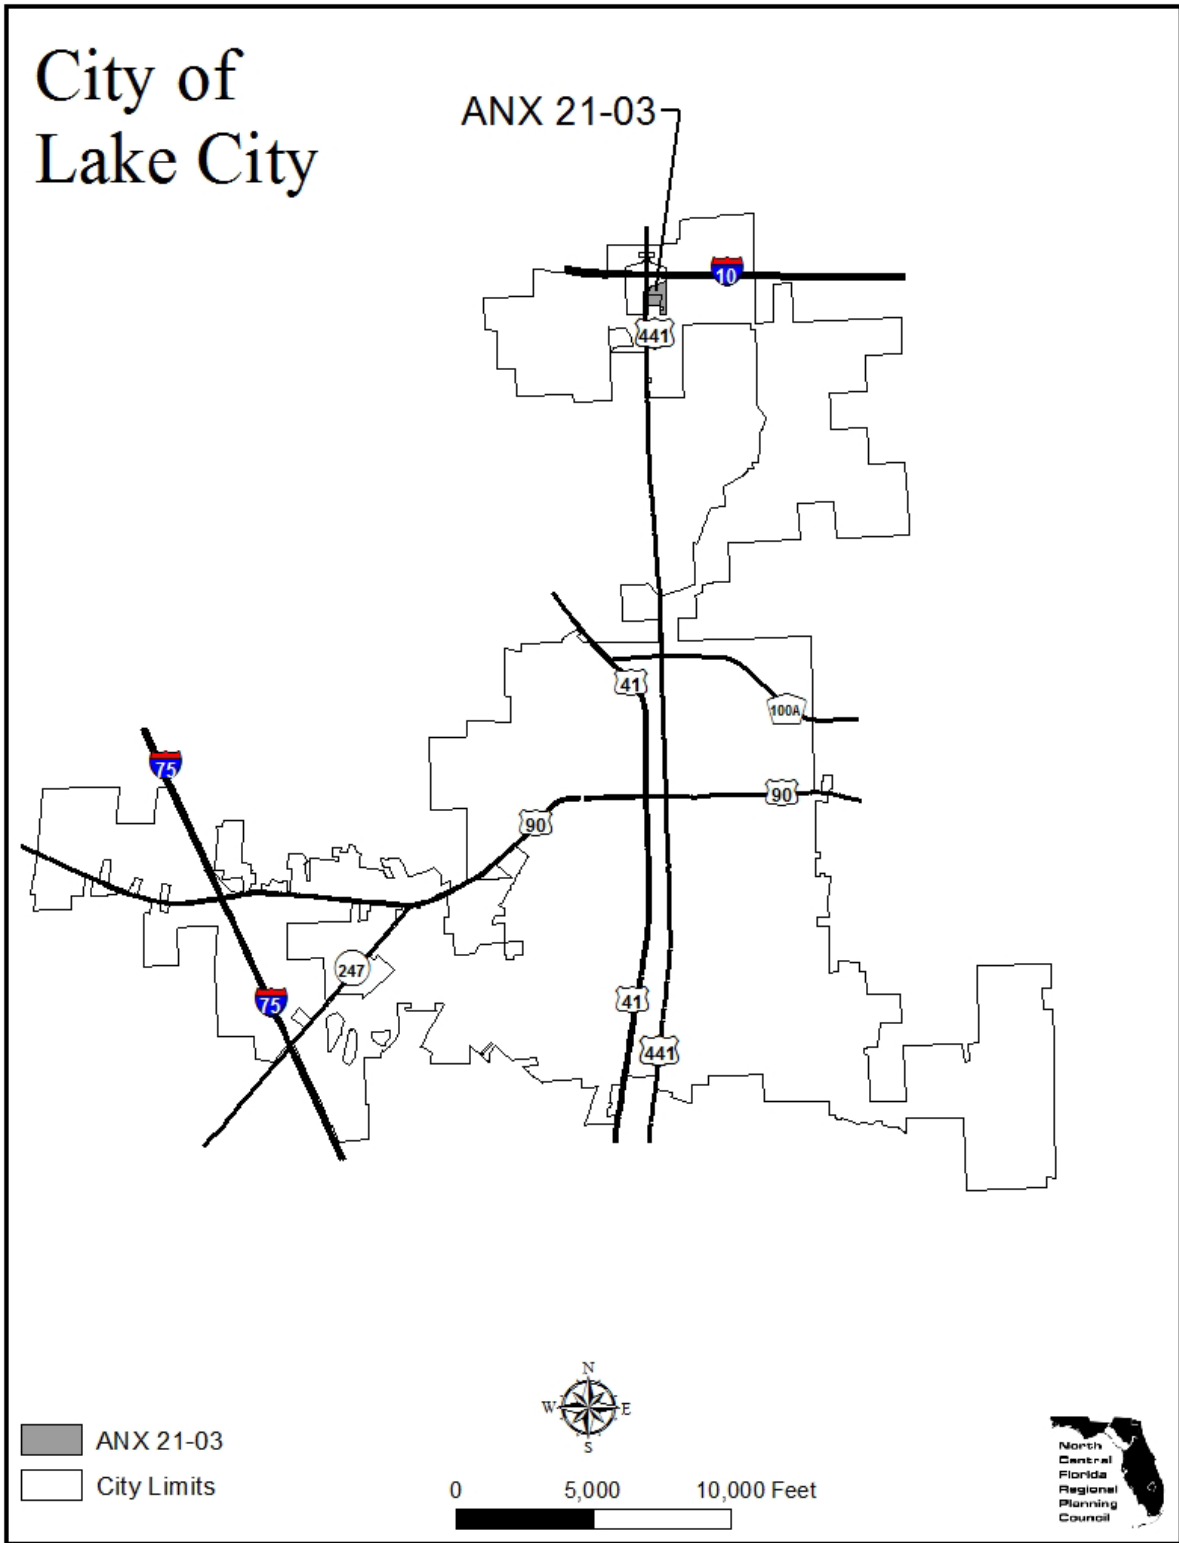 City of
Lake City
ANX 21-03
10
441
41
100A
75
90
90
247
75
41
441
N
W E
S
ANX 21-03
City Limits
0 5,000 10,000 Feet
North
Central
Florida
Regional
Planning
Council